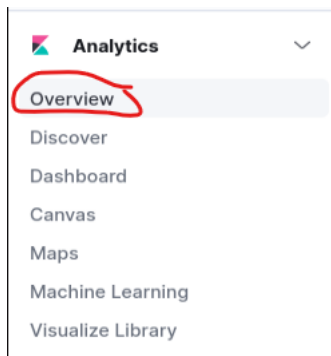 Analytics
Overview
Discover
Dashboard
Canvas
Maps
Machine Learning
Visualize Library